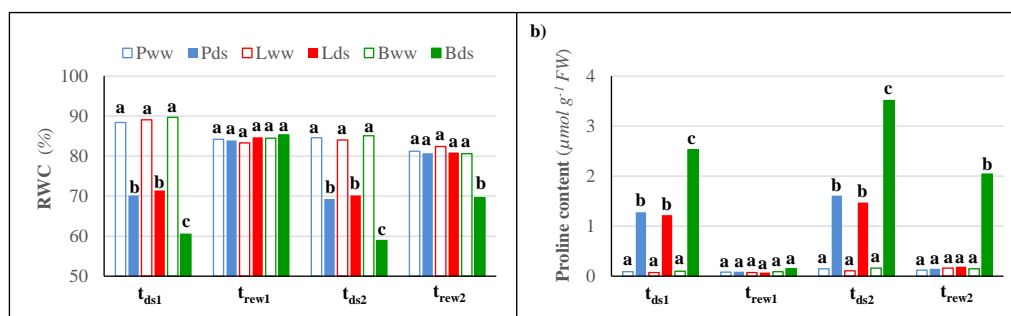 Pww Pds Lww Lds Bww Bds
100
90
80
70
60
50
RWC (%)
a a a
b b c
a a a a a a
a a a
b b c
a a a a a b
t_ds1 t_rew1 t_ds2 t_rew2
b)
4
3
2
1
0
Proline content (µmol g⁻¹ FW)
a b a b a c
a a a a a a
a b a b a c
a a a a a b
t_ds1 t_rew1 t_ds2 t_rew2